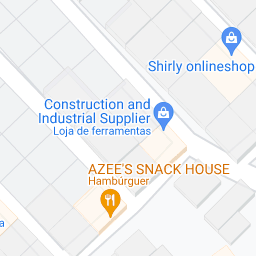 Shirly onlineshop
Construction and
Industrial Supplier
Loja de ferramentas
AZEE'S SNACK HOUSE
Hambúrguer
a